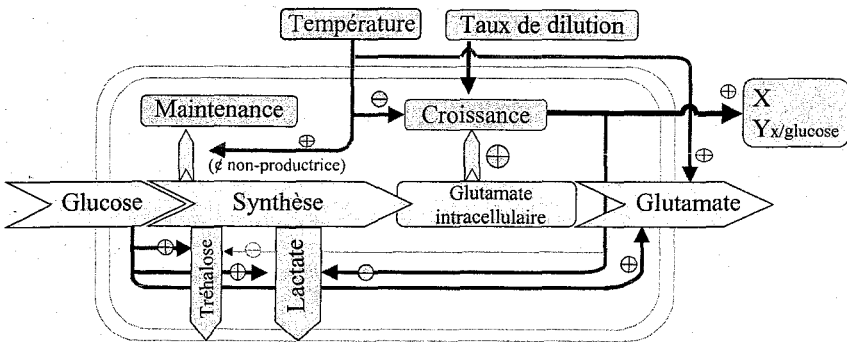 Température
Taux de dilution
Maintenance
Croissance
X
Yx/glucose
(¢ non-productrice)
Glucose
Synthèse
Glutamate
intracellulaire
Glutamate
Tréhalose
Lactate